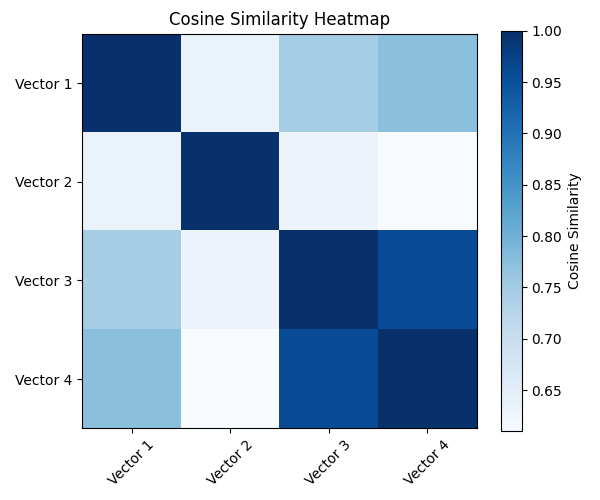 Cosine Similarity Heatmap
Vector 1
Vector 2
Vector 3
Vector 4
Vector 1
Vector 2
Vector 3
Vector 4
1.00
0.95
0.90
0.85
0.80
0.75
0.70
0.65
Cosine Similarity